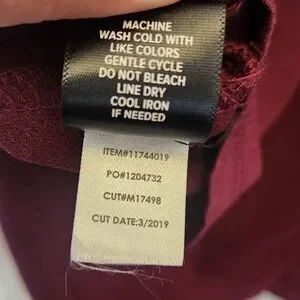 MACHINE
WASH COLD WITH
LIKE COLORS
GENTLE CYCLE
DO NOT BLEACH
LINE DRY
COOL IRON
IF NEEDED
ITEM#11744019
PO#1204732
CUT#M17498
CUT DATE:3/2019